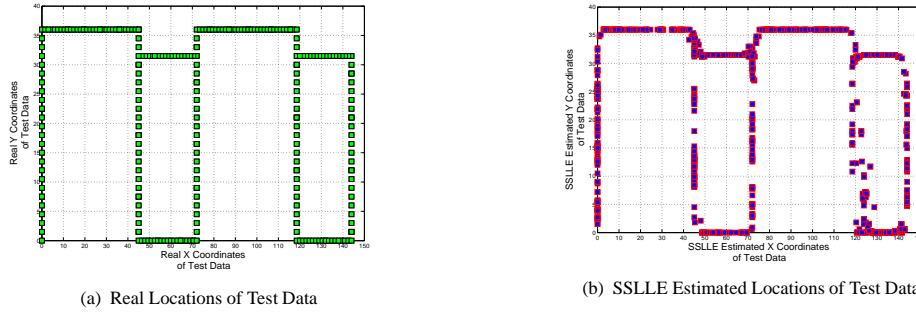 40
35
30
25
20
15
10
5
0
Real Y Coordinates
of Test Data
0 10 20 30 40 50 60 70 80 90 100 110 120 130 140 150
Real X Coordinates
of Test Data
(a) Real Locations of Test Data
40
35
30
25
20
15
10
5
0
SSLLE Estimated Y Coordinates
of Test Data
0 10 20 30 40 50 60 70 80 90 100 110 120 130 140
SSLLE Estimated X Coordinates
of Test Data
(b) SSLLE Estimated Locations of Test Data